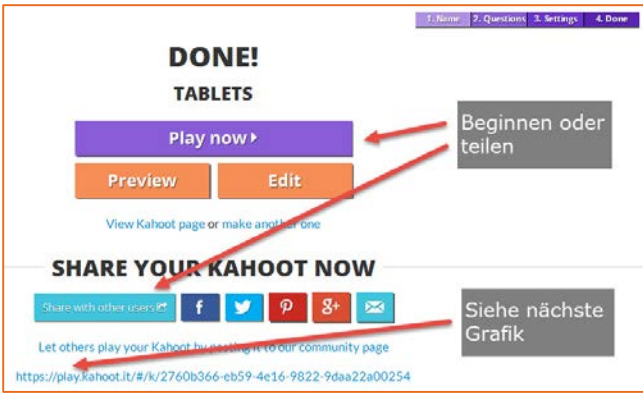 1. Name 2. Questions 3. Settings 4. Done
DONE!
TABLETS
Play now
Beginnen oder
teilen
Preview Edit
View Kahoot page or make another one
SHARE YOUR KAHOOT NOW
Share with other users
f g+
Siehe nächste
Grafik
Let others play your Kahoot by posting it to our community page
https://play.kahoot.it/#/k/2760b366-eb59-4e16-9822-9daa22a00254